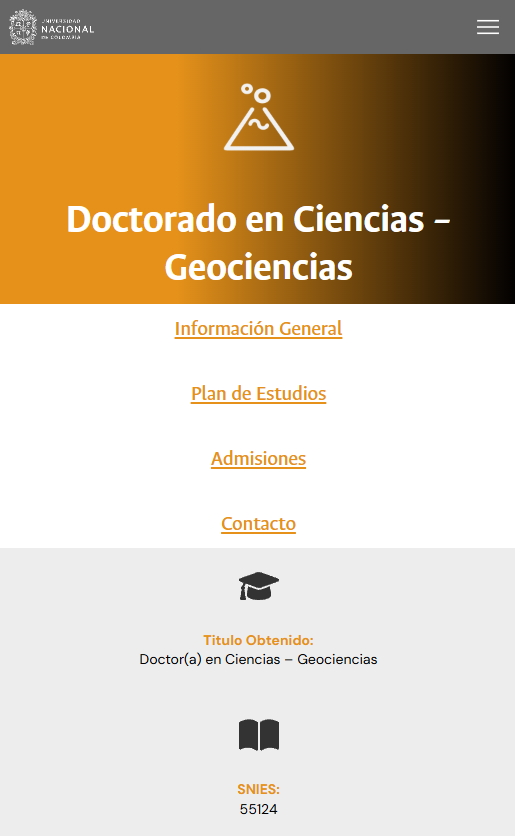 UNIVERSIDAD
NACIONAL
DE COLOMBIA
Doctorado en Ciencias –
Geociencias
Información General
Plan de Estudios
Admisiones
Contacto
Titulo Obtenido:
Doctor(a) en Ciencias – Geociencias
SNIES:
55124